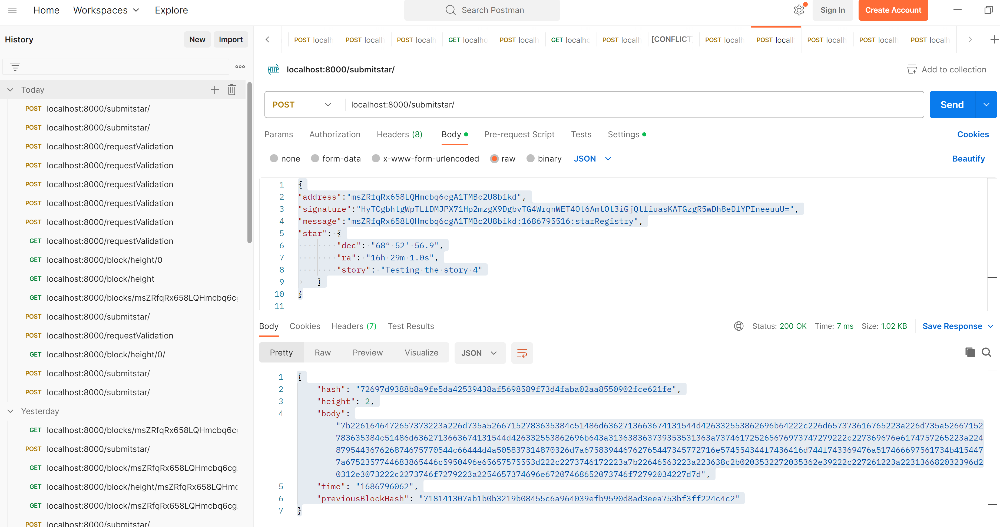 Home Workspaces Explore Search Postman Sign In Create Account
History New Import
POST localh POST localh POST localh GET localho POST localh GET localho POST localh [CONFLICT] POST localh POST localh POST localh POST localh POST localh
HTTP localhost:8000/submitstar/ Add to collection
Today
POST localhost:8000/submitstar/
POST localhost:8000/submitstar/
POST localhost:8000/requestValidation
POST localhost:8000/requestValidation
POST localhost:8000/requestValidation
POST localhost:8000/requestValidation
POST localhost:8000/requestValidation
GET localhost:8000/requestValidation
GET localhost:8000/block/height/0
GET localhost:8000/block/height
GET localhost:8000/blocks/msZRfqRx658LQHmcbq6cg
POST localhost:8000/submitstar/
POST localhost:8000/requestValidation
GET localhost:8000/block/height/0/
POST localhost:8000/submitstar/
POST localhost:8000/submitstar/
Yesterday
GET localhost:8000/blocks/msZRfqRx658LQHmcbq6cg
POST localhost:8000/submitstar/
GET localhost:8000/block/msZRfqRx658LQHmcbq6cg
GET localhost:8000/block/height/msZRfqRx658LQHmc
GET localhost:8000/block/msZRfqRx658LQHmcbq6cg
POST localhost:8000/submitstar/
POST localhost:8000/submitstar/ Send
Params Authorization Headers (8) Body Pre-request Script Tests Settings Cookies
none form-data x-www-form-urlencoded raw binary JSON Beautify
1 {
2 "address":"msZRfqRx658LQHmcbq6cgA1TMBc2U8bikd",
3 "signature":"HyTCgbhtgWpTLfDMJPX71Hp2mzgX9DgbvTG4WrqnWET4Ot6AmtOt3iGjQtfiuasKATGzgR5wDh8eDlYPIneeuuU=",
4 "message":"msZRfqRx658LQHmcbq6cgA1TMBc2U8bikd:1686795516:starRegistry",
5 "star": {
6 "dec": "68° 52' 56.9",
7 "ra": "16h 29m 1.0s",
8 "story": "Testing the story 4"
9 }
10 }
11
Body Cookies Headers (7) Test Results Status: 200 OK Time: 7 ms Size: 1.02 KB Save Response
Pretty Raw Preview Visualize JSON
1 {
2 "hash": "72697d9388b8a9fe5da42539438af5698589f73d4faba02aa8550902fce621fe",
3 "height": 2,
4 "body":
"7b2261646472657373223a226d735a52667152783635384c51486d636271366367413154​4d426332553862696b64222c226d657373616765223a226d735a52667152
783635384c51486d6362713663674131544d426332553862696b643a313638363739353531363a737461725265676973747279222c227369676e6174757265223a224
879544367626874675770544c66444d4a505837314870326d7a675839446762765447345772716e574554344f7436416d744f743369476a517466697561734b415447
7a67523577446838​65446c5950496e65657575553d222c2273746172223a7b22646563223a223638c2b0203532272035362e39222c227261223a223136682032396d2
0312e3073222c2273746f7279223a2254657374696e67207468652073746f72792034227d7d",
5 "time": "1686796062",
6 "previousBlockHash": "718141307ab1b0b3219b08455c6a964039efb9590d8ad3eea753bf3ff224c4c2"
7 }